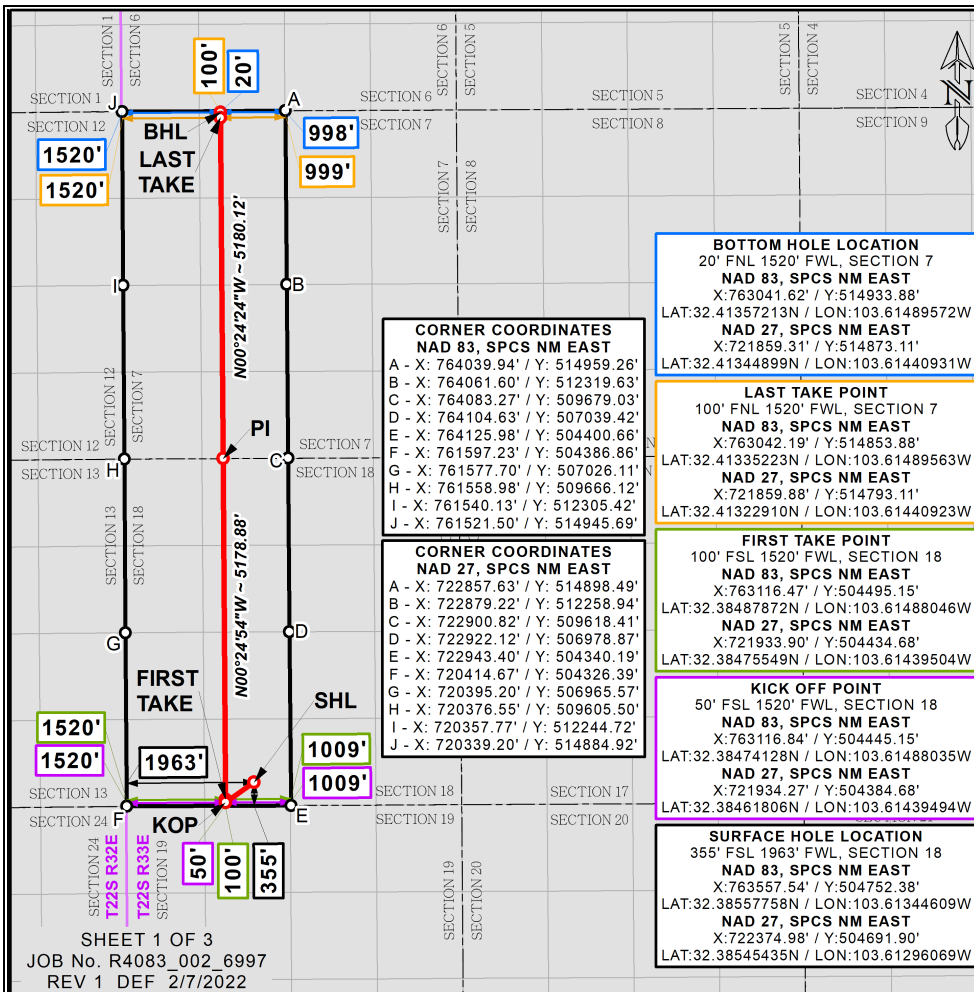 SECTION 1
SECTION 6
SECTION 6
SECTION 5
SECTION 5
SECTION 4
100'
20'
N
SECTION 1
J
A
SECTION 6
SECTION 5
SECTION 4
SECTION 12
SECTION 7
SECTION 8
SECTION 9
BHL
LAST
TAKE
1520'
998'
1520'
999'
SECTION 7
SECTION 8
N00°24'24"W ~ 5180.12'
I
B
SECTION 12
SECTION 7
PI
SECTION 12
SECTION 7
SECTION 13
SECTION 18
H
C
SECTION 13
SECTION 18
N00°24'54"W ~ 5178.88'
G
D
FIRST
TAKE
SHL
1520'
1520'
1963'
1009'
1009'
SECTION 13
SECTION 18
SECTION 17
SECTION 24
SECTION 19
SECTION 20
F
E
KOP
50'
100'
355'
SECTION 24
T22S R32E
T22S R33E
SECTION 19
SECTION 19
SECTION 20
CORNER COORDINATES
NAD 83, SPCS NM EAST
A - X: 764039.94' / Y: 514959.26'
B - X: 764061.60' / Y: 512319.63'
C - X: 764083.27' / Y: 509679.03'
D - X: 764104.63' / Y: 507039.42'
E - X: 764125.98' / Y: 504400.66'
F - X: 761597.23' / Y: 504386.86'
G - X: 761577.70' / Y: 507026.11'
H - X: 761558.98' / Y: 509666.12'
I - X: 761540.13' / Y: 512305.42'
J - X: 761521.50' / Y: 514945.69'
CORNER COORDINATES
NAD 27, SPCS NM EAST
A - X: 722857.63' / Y: 514898.49'
B - X: 722879.22' / Y: 512258.94'
C - X: 722900.82' / Y: 509618.41'
D - X: 722922.12' / Y: 506978.87'
E - X: 722943.40' / Y: 504340.19'
F - X: 720414.67' / Y: 504326.39'
G - X: 720395.20' / Y: 506965.57'
H - X: 720376.55' / Y: 509605.50'
I - X: 720357.77' / Y: 512244.72'
J - X: 720339.20' / Y: 514884.92'
BOTTOM HOLE LOCATION
20' FNL 1520' FWL, SECTION 7
NAD 83, SPCS NM EAST
X:763041.62' / Y:514933.88'
LAT:32.41357213N / LON:103.61489572W
NAD 27, SPCS NM EAST
X:721859.31' / Y:514873.11'
LAT:32.41344899N / LON:103.61440931W
LAST TAKE POINT
100' FNL 1520' FWL, SECTION 7
NAD 83, SPCS NM EAST
X:763042.19' / Y:514853.88'
LAT:32.41335223N / LON:103.61489563W
NAD 27, SPCS NM EAST
X:721859.88' / Y:514793.11'
LAT:32.41322910N / LON:103.61440923W
FIRST TAKE POINT
100' FSL 1520' FWL, SECTION 18
NAD 83, SPCS NM EAST
X:763116.47' / Y:504495.15'
LAT:32.38487872N / LON:103.61488046W
NAD 27, SPCS NM EAST
X:721933.90' / Y:504434.68'
LAT:32.38475549N / LON:103.61439504W
KICK OFF POINT
50' FSL 1520' FWL, SECTION 18
NAD 83, SPCS NM EAST
X:763116.84' / Y:504445.15'
LAT:32.38474128N / LON:103.61488035W
NAD 27, SPCS NM EAST
X:721934.27' / Y:504384.68'
LAT:32.38461806N / LON:103.61439494W
SURFACE HOLE LOCATION
355' FSL 1963' FWL, SECTION 18
NAD 83, SPCS NM EAST
X:763557.54' / Y:504752.38'
LAT:32.38557758N / LON:103.61344609W
NAD 27, SPCS NM EAST
X:722374.98' / Y:504691.90'
LAT:32.38545435N / LON:103.61296069W
SHEET 1 OF 3
JOB No. R4083_002_6997
REV 1 DEF 2/7/2022